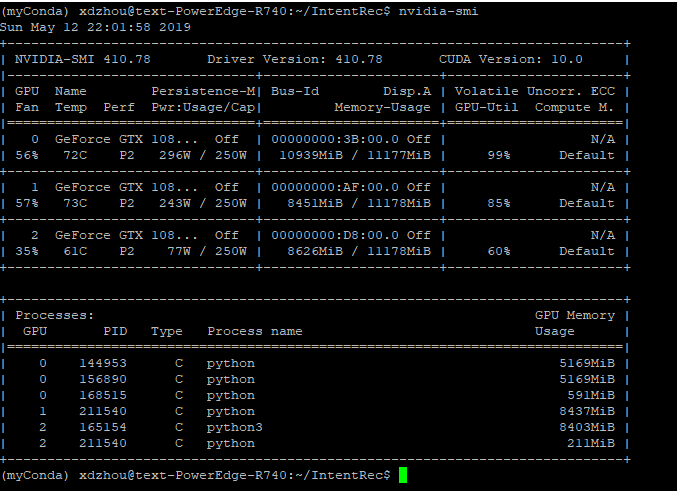 (myConda) xdzhou@text-PowerEdge-R740:~/IntentRec$ nvidia-smi
Sun May 12 22:01:58 2019
+-----------------------------------------------------------------------------+
| NVIDIA-SMI 410.78       Driver Version: 410.78       CUDA Version: 10.0     |
|-------------------------------+----------------------+----------------------+
| GPU  Name        Persistence-M| Bus-Id        Disp.A | Volatile Uncorr. ECC |
| Fan  Temp  Perf  Pwr:Usage/Cap|         Memory-Usage | GPU-Util  Compute M. |
|===============================+======================+======================|
|   0  GeForce GTX 108...  Off  | 00000000:3B:00.0 Off |                  N/A |
| 56%   72C    P2   296W / 250W |  10939MiB / 11177MiB |     99%      Default |
+-------------------------------+----------------------+----------------------+
|   1  GeForce GTX 108...  Off  | 00000000:AF:00.0 Off |                  N/A |
| 57%   73C    P2   243W / 250W |   8451MiB / 11178MiB |     85%      Default |
+-------------------------------+----------------------+----------------------+
|   2  GeForce GTX 108...  Off  | 00000000:D8:00.0 Off |                  N/A |
| 35%   61C    P2    77W / 250W |   8626MiB / 11178MiB |     60%      Default |
+-------------------------------+----------------------+----------------------+
+-----------------------------------------------------------------------------+
| Processes:                                                       GPU Memory |
|  GPU       PID   Type   Process name                             Usage      |
|=============================================================================|
|    0    144953      C   python                                      5169MiB |
|    0    156890      C   python                                      5169MiB |
|    0    168515      C   python                                       591MiB |
|    1    211540      C   python                                      8437MiB |
|    2    165154      C   python3                                     8403MiB |
|    2    211540      C   python                                       211MiB |
+-----------------------------------------------------------------------------+
(myConda) xdzhou@text-PowerEdge-R740:~/IntentRec$